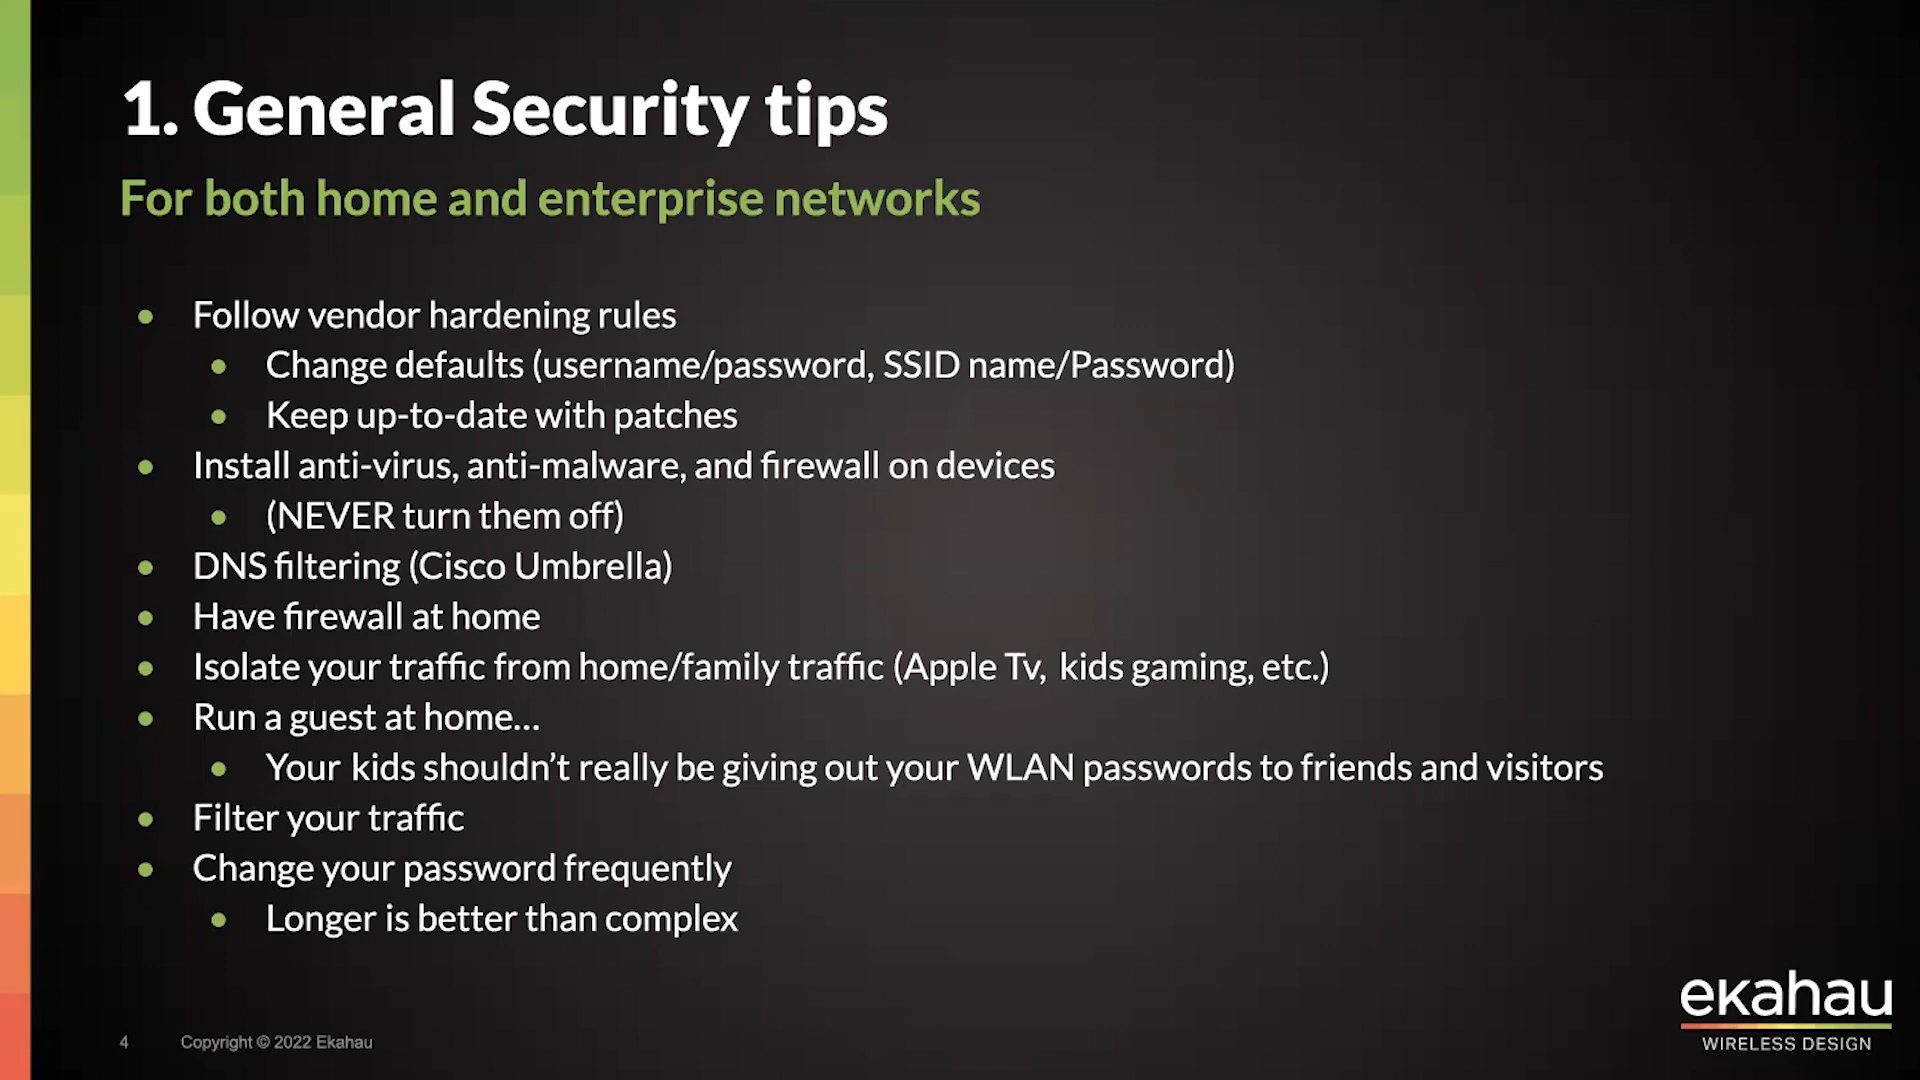 1. General Security tips
For both home and enterprise networks
• Follow vendor hardening rules
• Change defaults (username/password, SSID name/Password)
• Keep up-to-date with patches
• Install anti-virus, anti-malware, and firewall on devices
• (NEVER turn them off)
• DNS filtering (Cisco Umbrella)
• Have firewall at home
• Isolate your traffic from home/family traffic (Apple Tv, kids gaming, etc.)
• Run a guest at home...
• Your kids shouldn’t really be giving out your WLAN passwords to friends and visitors
• Filter your traffic
• Change your password frequently
• Longer is better than complex
ekahau
WIRELESS DESIGN
4 Copyright © 2022 Ekahau